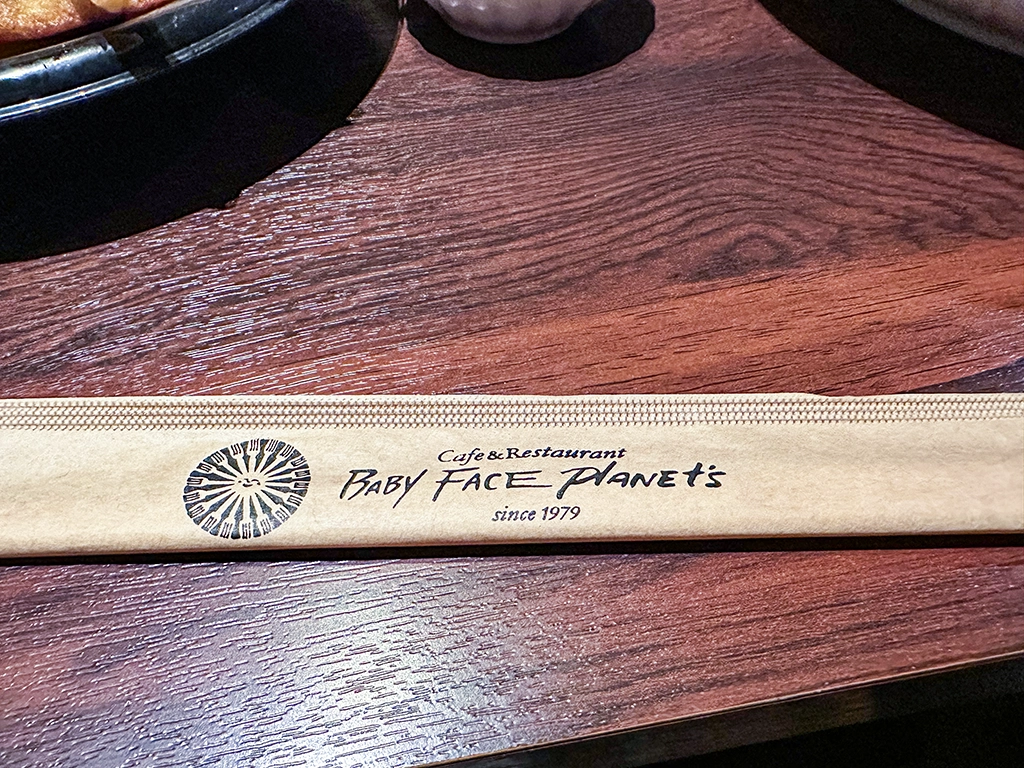 Cafe&Restaurant
BABY FACE PLANET'S
since 1979